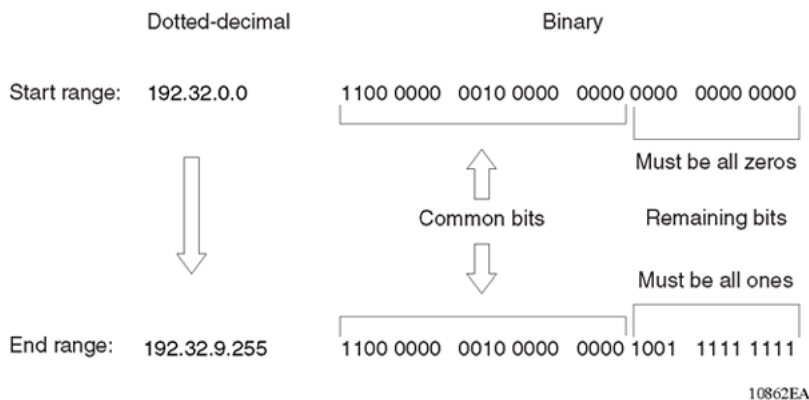 Dotted-decimal Binary
Start range: 192.32.0.0 1100 0000 0010 0000 0000 0000 0000 0000
Must be all zeros
Common bits Remaining bits
Must be all ones
End range: 192.32.9.255 1100 0000 0010 0000 0000 1001 1111 1111
10862EA